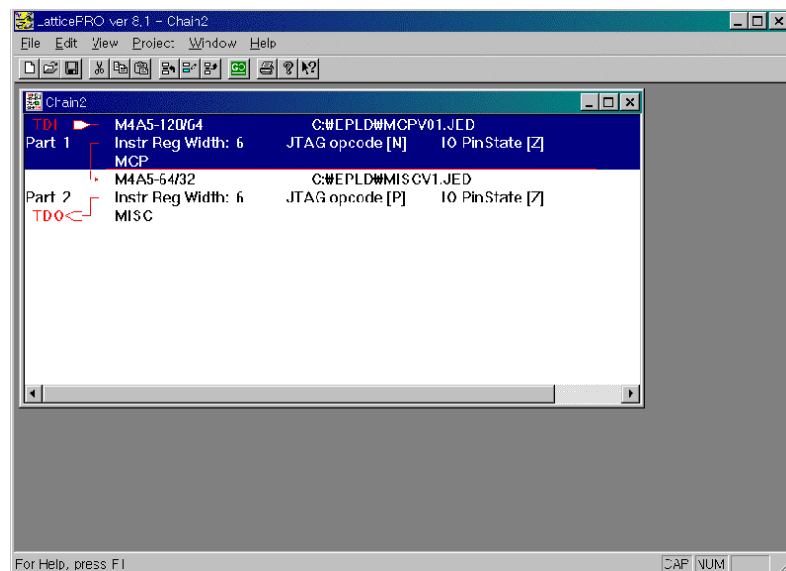 LatticePRO ver 8.1 - Chain2
File Edit View Project Window Help
GO
Chain2
TDI M4A5-120/64 C:₩EPLD₩MCPV01.JED
Part 1 Instr Reg Width: 6 JTAG opcode [N] IO PinState [Z]
MCP
M4A5-64/32 C:₩EPLD₩MISCV1.JED
Part 2 Instr Reg Width: 6 JTAG opcode [P] IO PinState [Z]
TDO MISC
For Help, press F1 CAP NUM